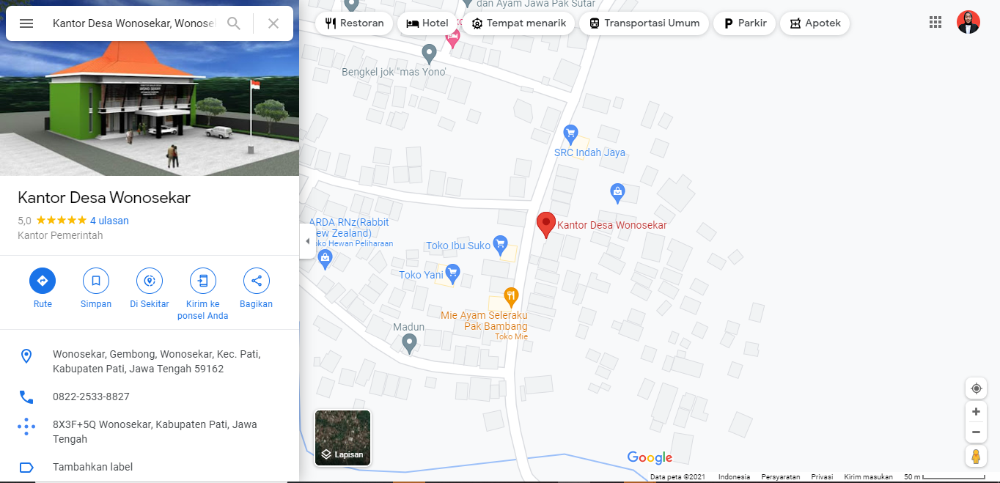 Kantor Desa Wonosekar, Wonosel
Restoran
Hotel
Tempat menarik
Transportasi Umum
Parkir
Apotek
dan Ayam Jawa Pak Sutar
Bengkel jok "mas Yono'
SRC Indah Jaya
Kantor Desa Wonosekar
ARDA RNz(Rabbit
ew Zealand)
oko Hewan Peliharaan
Toko Ibu Suko
Toko Yani
Mie Ayam Seleraku
Pak Bambang
Toko Mie
Madun
WONO SEKAR
Kantor Desa Wonosekar
5,0 4 ulasan
Kantor Pemerintah
Rute
Simpan
Di Sekitar
Kirim ke
ponsel Anda
Bagikan
Wonosekar, Gembong, Wonosekar, Kec. Pati,
Kabupaten Pati, Jawa Tengah 59162
0822-2533-8827
8X3F+5Q Wonosekar, Kabupaten Pati, Jawa
Tengah
Tambahkan label
Lapisan
Google
Data peta ©2021 Indonesia Persyaratan Privasi Kirim masukan 50 m